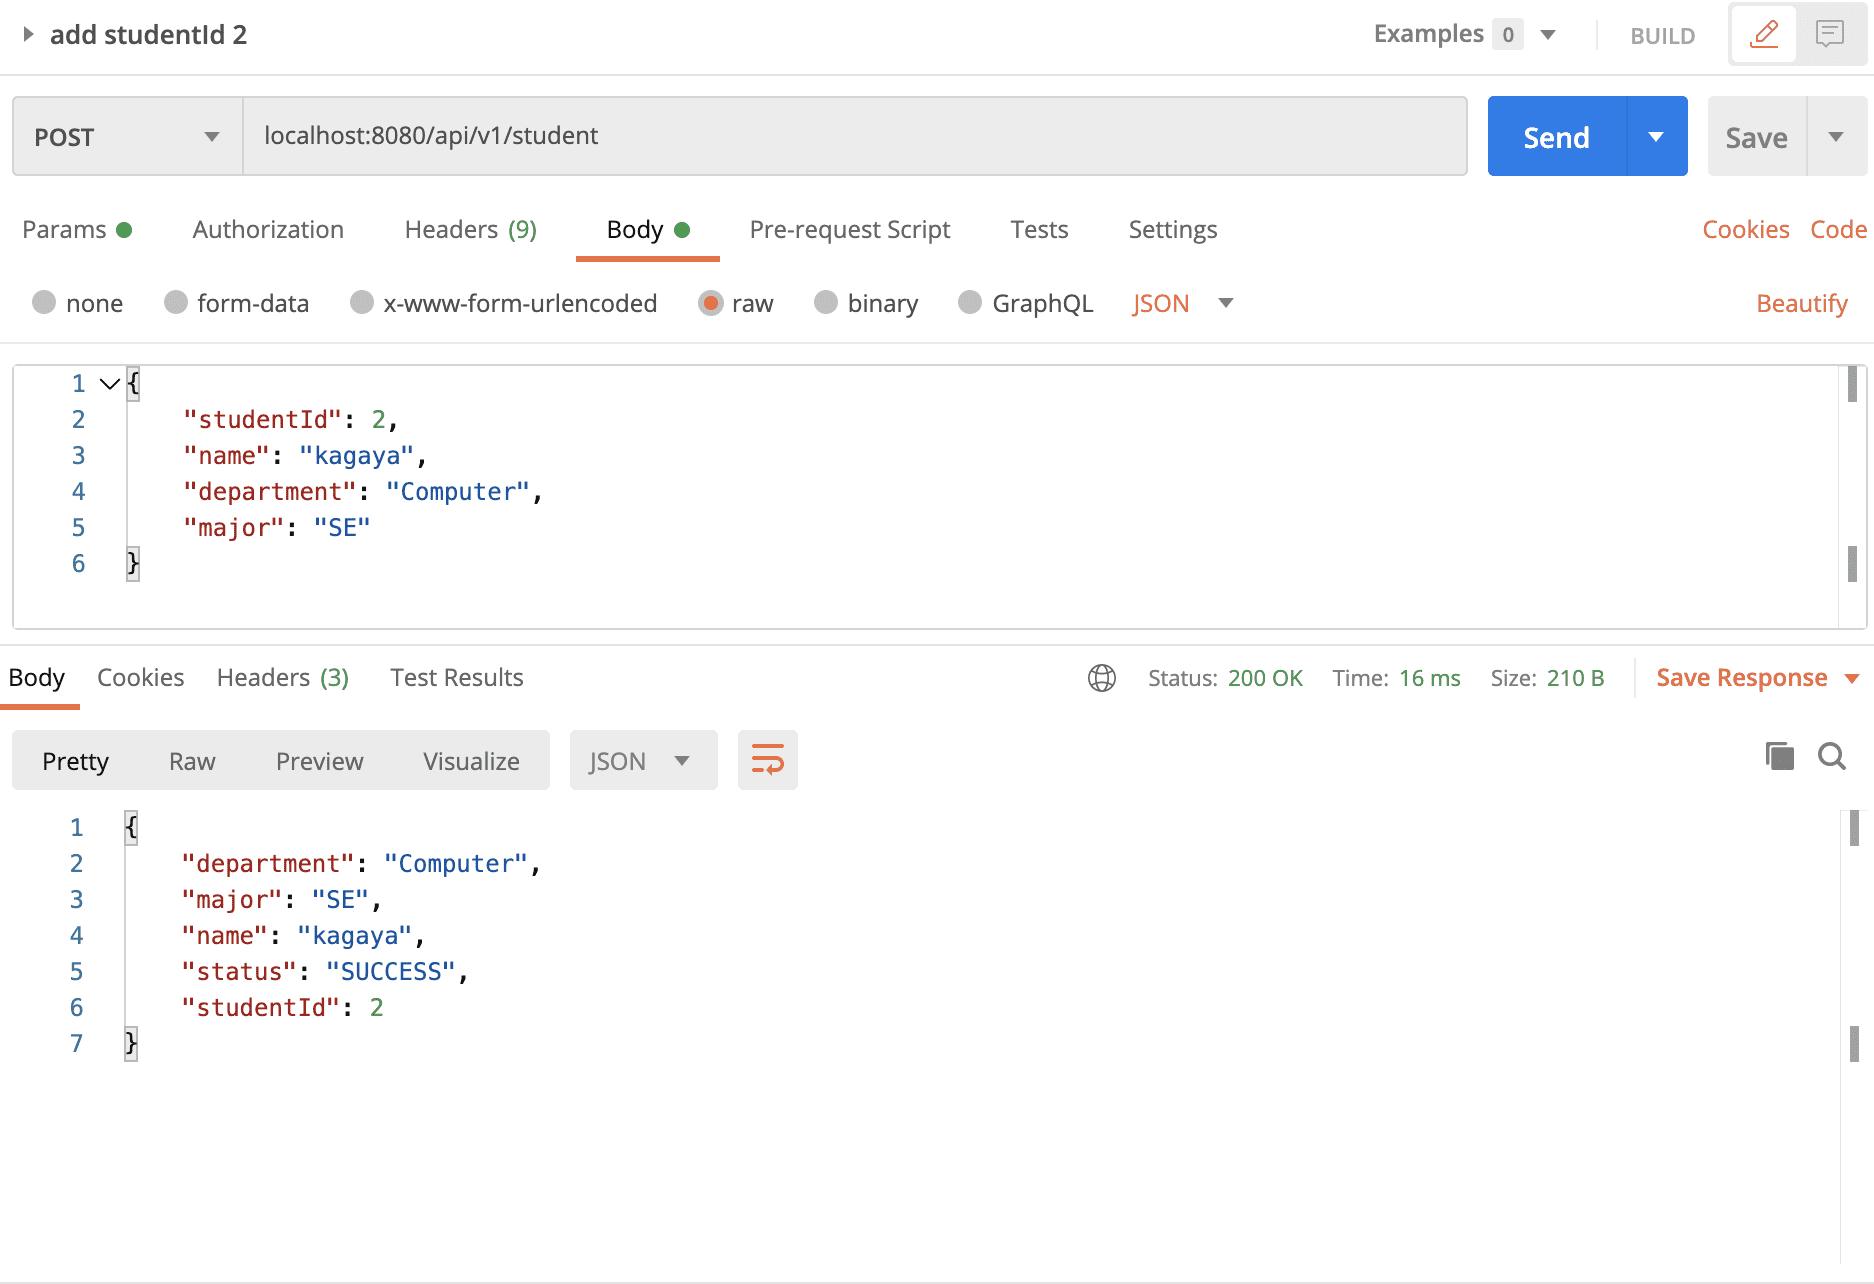 add studentId 2 Examples 0 BUILD
POST localhost:8080/api/v1/student Send Save
Params Authorization Headers (9) Body Pre-request Script Tests Settings Cookies Code
none form-data x-www-form-urlencoded raw binary GraphQL JSON Beautify
1 {
2 "studentId": 2,
3 "name": "kagaya",
4 "department": "Computer",
5 "major": "SE"
6 }
Body Cookies Headers (3) Test Results Status: 200 OK Time: 16 ms Size: 210 B Save Response
Pretty Raw Preview Visualize JSON
1 {
2 "department": "Computer",
3 "major": "SE",
4 "name": "kagaya",
5 "status": "SUCCESS",
6 "studentId": 2
7 }